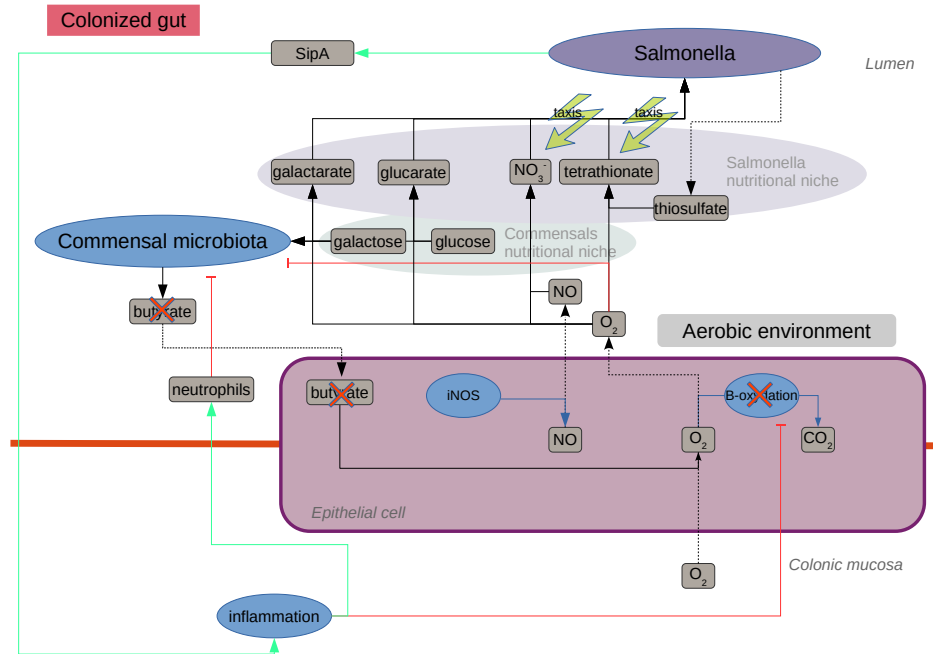 Colonized gut
SipA
Salmonella
Lumen
taxis
taxis
galactarate
glucarate
NO3-
tetrathionate
Salmonella
nutritional niche
thiosulfate
Commensal microbiota
galactose
glucose
Commensals
nutritional niche
butyrate
NO
O2
Aerobic environment
neutrophils
butyrate
iNOS
B-oxydation
NO
O2
CO2
Epithelial cell
O2
Colonic mucosa
inflammation